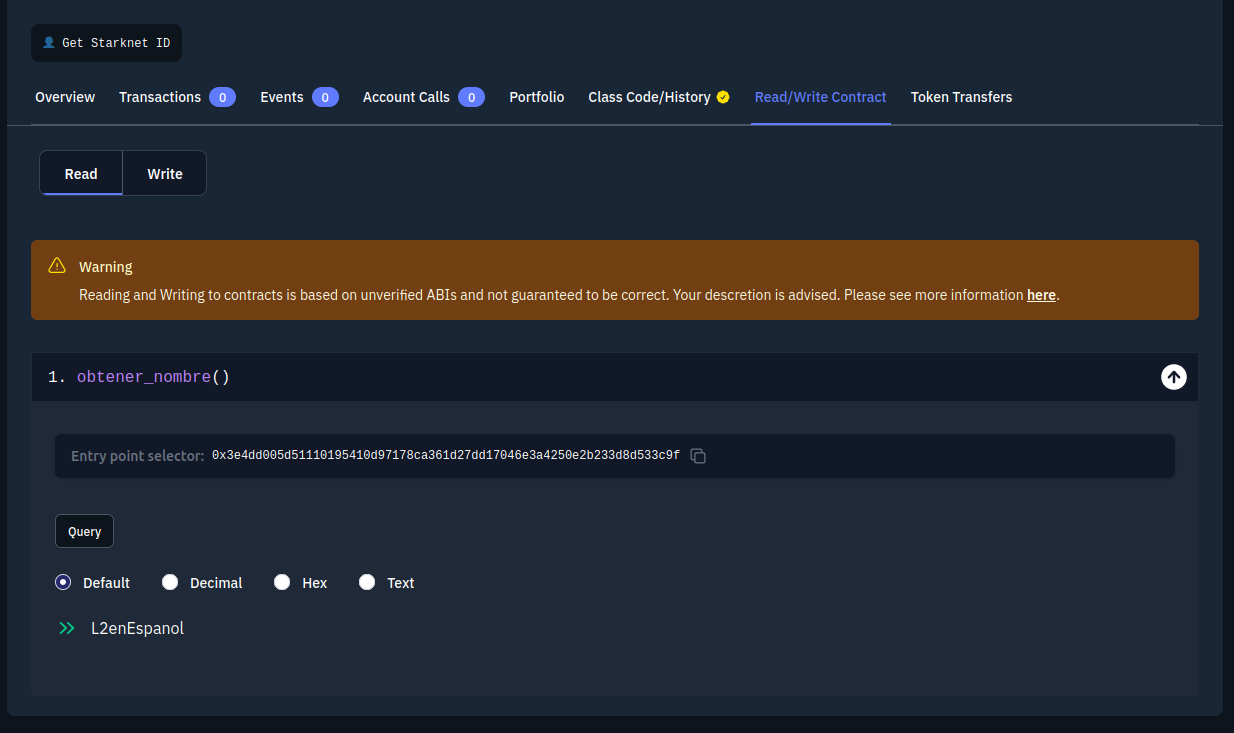 Get Starknet ID
Overview Transactions 0 Events 0 Account Calls 0 Portfolio Class Code/History Read/Write Contract Token Transfers
Read Write
Warning
Reading and Writing to contracts is based on unverified ABIs and not guaranteed to be correct. Your descretion is advised. Please see more information here.
1. obtener_nombre()
Entry point selector: 0x3e4dd005d51110195410d97178ca361d27dd17046e3a4250e2b233d8d533c9f
Query
Default Decimal Hex Text
L2enEspanol